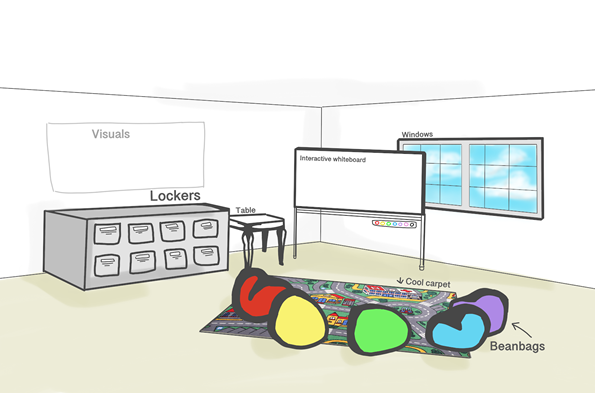 Visuals
Windows
Interactive whiteboard
Lockers
Table
Cool carpet
Beanbags